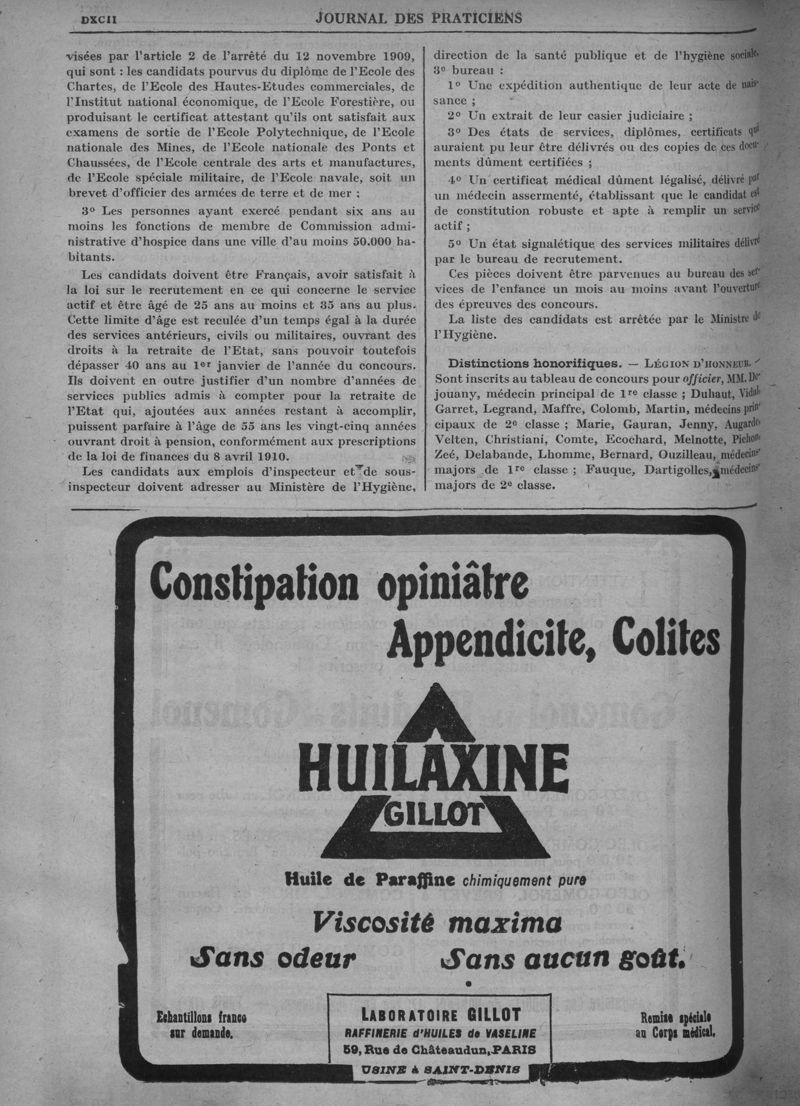 DXCII
JOURNAL DES PRATICIENS
visées par l'article 2 de l'arrêté du 12 novembre 1909,
qui sont : les candidats pourvus du diplôme de l'Ecole des
Chartes, de l'Ecole des Hautes-Etudes commerciales, de
l'Institut national économique, de l'Ecole Forestière, ou
produisant le certificat attestant qu'ils ont satisfait aux
examens de sortie de l'Ecole Polytechnique, de l'Ecole
nationale des Mines, de l'Ecole nationale des Ponts et
Chaussées, de l'Ecole centrale des arts et manufactures,
de l'Ecole spéciale militaire, de l'Ecole navale, soit un
brevet d'officier des armées de terre et de mer ;
3º Les personnes ayant exercé pendant six ans au
moins les fonctions de membre de Commission admi-
nistrative d'hospice dans une ville d'au moins 50.000 ha-
bitants.
Les candidats doivent être Français, avoir satisfait à
la loi sur le recrutement en ce qui concerne le service
actif et être âgé de 25 ans au moins et 35 ans au plus.
Cette limite d'âge est reculée d'un temps égal à la durée
des services antérieurs, civils ou militaires, ouvrant des
droits à la retraite de l'Etat, sans pouvoir toutefois
dépasser 40 ans au 1er janvier de l'année du concours.
Ils doivent en outre justifier d'un nombre d'années de
services publics admis à compter pour la retraite de
l'Etat qui, ajoutées aux années restant à accomplir,
puissent parfaire à l'âge de 55 ans les vingt-cinq années
ouvrant droit à pension, conformément aux prescriptions
de la loi de finances du 8 avril 1910.
Les candidats aux emplois d'inspecteur et de sous-
inspecteur doivent adresser au Ministère de l'Hygiène,
direction de la santé publique et de l'hygiène sociale,
3º bureau :
1º Une expédition authentique de leur acte de nais-
sance ;
2º Un extrait de leur casier judiciaire ;
3º Des états de services, diplômes, certificats qui
auraient pu leur être délivrés ou des copies de ces docu-
ments dûment certifiées ;
4º Un certificat médical dûment légalisé, délivré par
un médecin assermenté, établissant que le candidat est
de constitution robuste et apte à remplir un service
actif ;
5º Un état signalétique des services militaires délivré
par le bureau de recrutement.
Ces pièces doivent être parvenues au bureau des ser-
vices de l'enfance un mois au moins avant l'ouverture
des épreuves des concours.
La liste des candidats est arrêtée par le Ministre de
l'Hygiène.
Distinctions honorifiques. — LÉGION D'HONNEUR. —
Sont inscrits au tableau de concours pour officier, MM.
jouany, médecin principal de 1re classe ; Duhaut, Vidal,
Garret, Legrand, Maffre, Colomb, Martin, médecins prin-
cipaux de 2e classe ; Marie, Gauran, Jenny, Augarde,
Velten, Christiani, Comte, Ecochard, Melnotte, Pichon,
Zeé, Delabande, Lhomme, Bernard, Ouzilleau, médecins-
majors de 1re classe ; Fauque, Dartigolles, médecins-
majors de 2e classe.
Constipation opiniâtre
Appendicite, Colites
HUILAXINE
GILLOT
Huile de Paraffine chimiquement pure
Viscosité maxima
Sans odeur Sans aucun goût.
Echantillons franco
sur demande.
LABORATOIRE GILLOT
RAFFINERIE d'HUILES de VASELINE
59, Rue de Châteaudun, PARIS
USINE à SAINT-DENIS
Remise spéciale
au Corps médical.